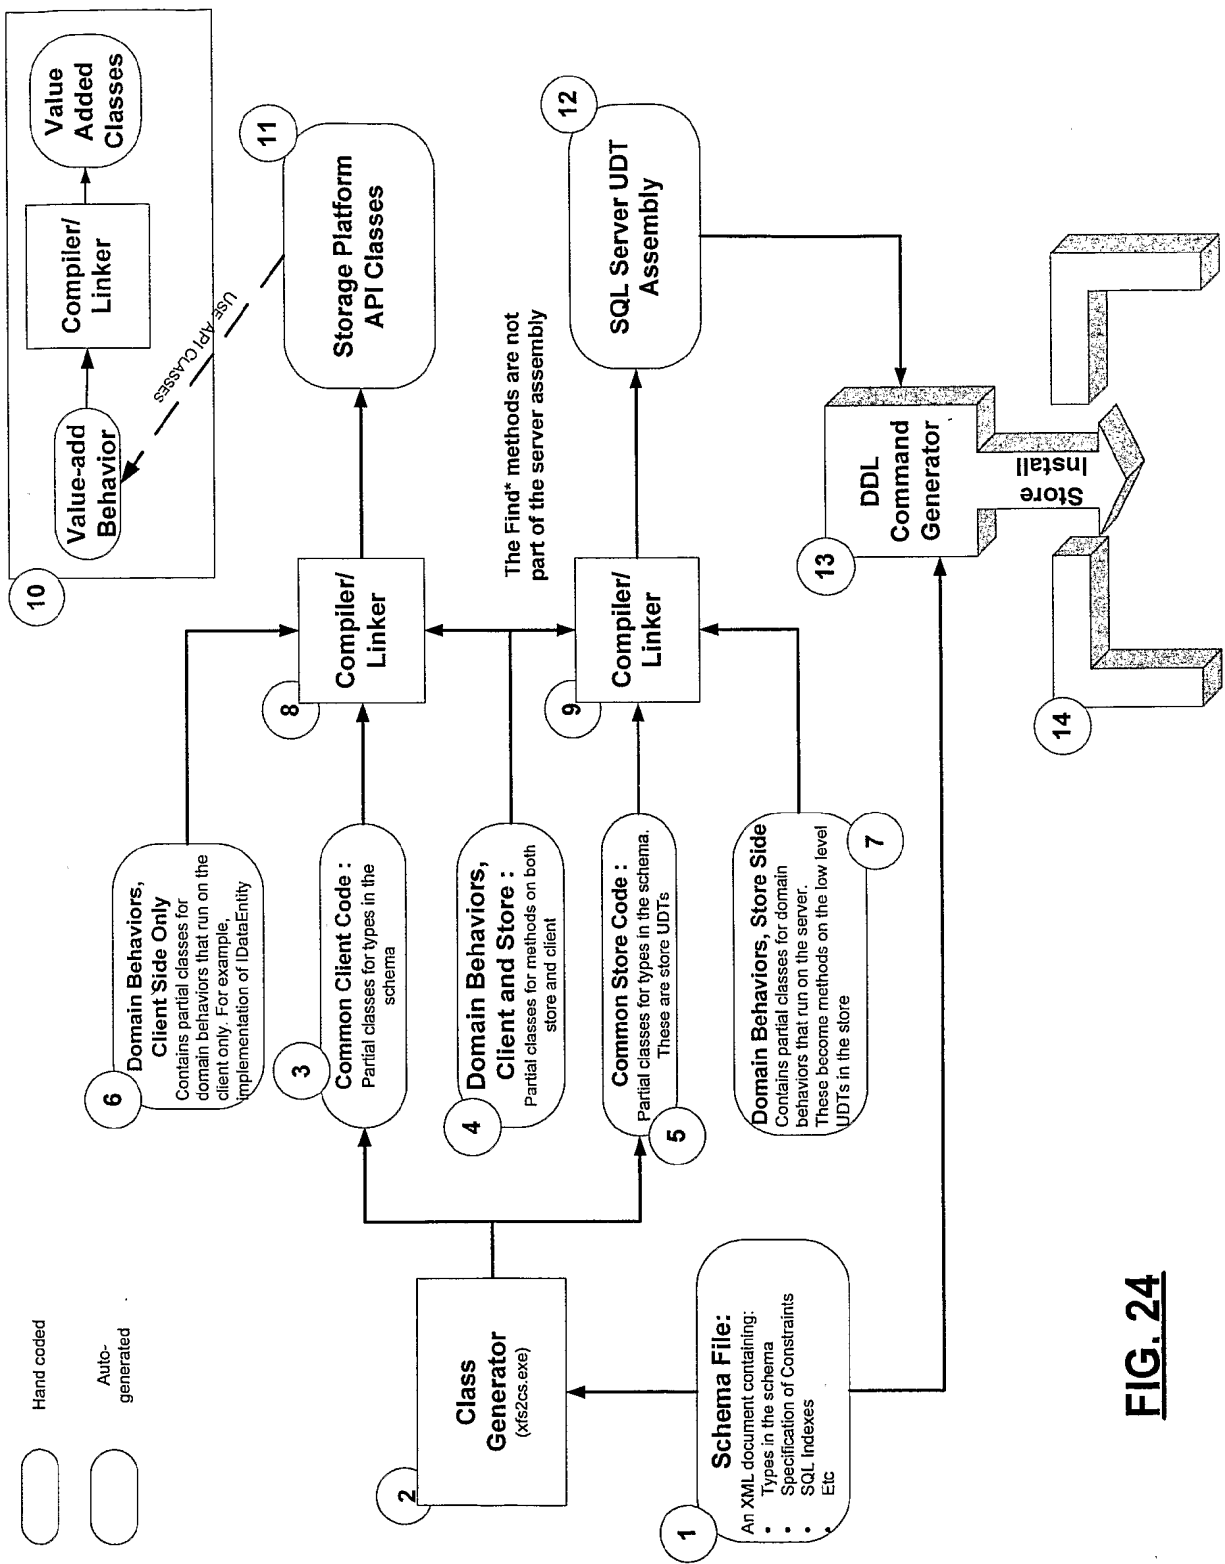 Hand coded
Auto-
generated
1
Schema File:
An XML document containing:
• Types in the schema
• Specification of Constraints
• SQL Indexes
• Etc
2
Class
Generator
(xfs2cs.exe)
6
Domain Behaviors,
Client Side Only
Contains partial classes for
domain behaviors that run on the
client only. For example,
implementation of IDataEntity
3
Common Client Code :
Partial classes for types in the
schema
4
Domain Behaviors,
Client and Store :
Partial classes for methods on both
store and client
5
Common Store Code :
Partial classes for types in the schema.
These are store UDTs
7
Domain Behaviors, Store Side
Contains partial classes for domain
behaviors that run on the server.
These become methods on the low level
UDTs in the store
8
Compiler/
Linker
9
Compiler/
Linker
The Find* methods are not
part of the server assembly
10
Value-add
Behavior
Compiler/
Linker
Value
Added
Classes
USE API CLASSES
11
Storage Platform
API Classes
12
SQL Server UDT
Assembly
13
DDL
Command
Generator
Store
Install
14
FIG. 24